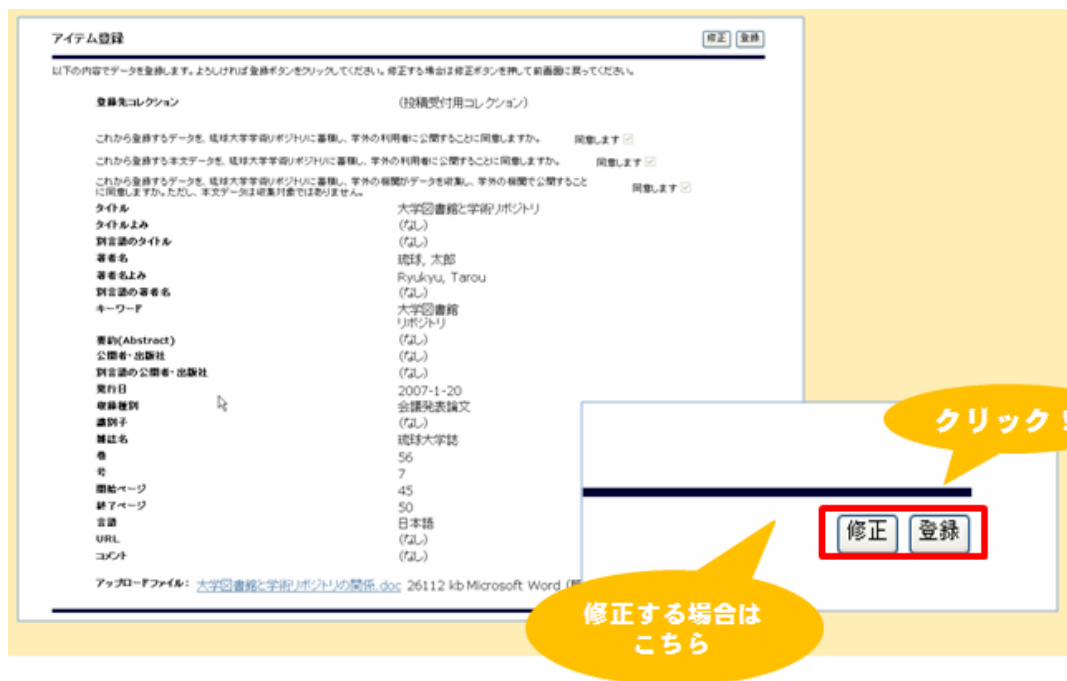 アイテム登録
修正 登録
以下の内容でデータを登録します。よろしければ登録ボタンをクリックしてください。修正する場合は修正ボタンを押して前画面に戻ってください。
登録先コレクション (投稿受付用コレクション)
これから登録するデータを、琉球大学学術リポジトリに蓄積し、学外の利用者に公開することに同意しますか。 同意します
これから登録する本文データを、琉球大学学術リポジトリに蓄積し、学外の利用者に公開することに同意しますか。 同意します
これから登録するデータを、琉球大学学術リポジトリに蓄積し、学外の機関がデータを収集し、学外の機関で公開すること
に同意しますか。ただし、本文データは収集対象ではありません。 同意します
タイトル 大学図書館と学術リポジトリ
タイトルよみ (なし)
別言語のタイトル (なし)
著者名 琉球, 太郎
著者名よみ Ryukyu, Tarou
別言語の著者名 (なし)
キーワード 大学図書館
リポジトリ
要約(Abstract) (なし)
公開者・出版社 (なし)
別言語の公開者・出版社 (なし)
発行日 2007-1-20
収録種別 会議発表論文
識別子 (なし)
雑誌名 琉球大学誌
巻 56
号 7
開始ページ 45
終了ページ 50
言語 日本語
URL (なし)
コメント (なし)
アップロードファイル: 大学図書館と学術リポジトリの関係.doc 26112 kb Microsoft Word
クリック!
修正 登録
修正する場合は
こちら